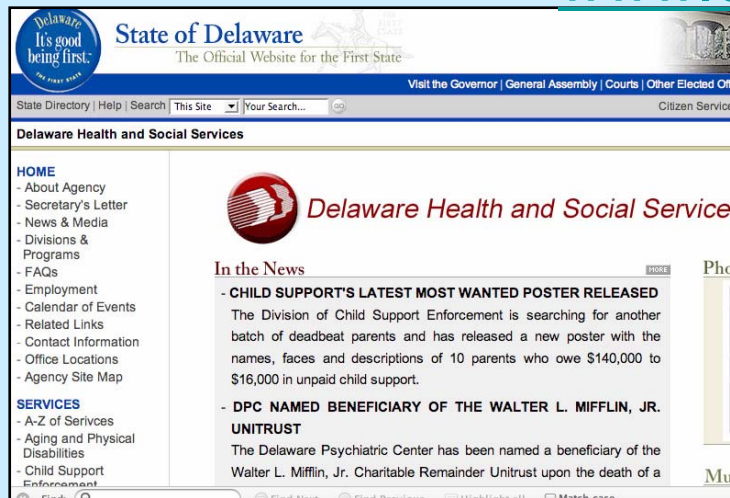 Delaware
It's good
being first.
THE FIRST STATE
State of Delaware
The Official Website for the First State
Visit the Governor | General Assembly | Courts | Other Elected
State Directory | Help | Search This Site Your Search... GO
Citizen
Delaware Health and Social Services
HOME
- About Agency
- Secretary's Letter
- News & Media
- Divisions &
Programs
- FAQs
- Employment
- Calendar of Events
- Related Links
- Contact Information
- Office Locations
- Agency Site Map
SERVICES
- A-Z of Serivces
- Aging and Physical
Disabilities
- Child Support
Enforcement
Delaware Health and Social Service
In the News
MORE
- CHILD SUPPORT'S LATEST MOST WANTED POSTER RELEASED
The Division of Child Support Enforcement is searching for another
batch of deadbeat parents and has released a new poster with the
names, faces and descriptions of 10 parents who owe $140,000 to
$16,000 in unpaid child support.
- DPC NAMED BENEFICIARY OF THE WALTER L. MIFFLIN, JR.
UNITRUST
The Delaware Psychiatric Center has been named a beneficiary of the
Walter L. Mifflin, Jr. Charitable Remainder Unitrust upon the death of a
Pho
Mu
Find: Find Next Find Previous Highlight all Match case